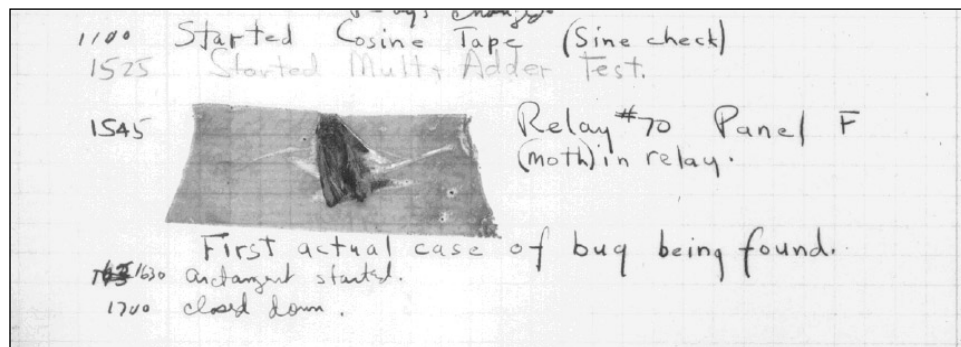 1100 Started Cosine Tape (Sine check)
1525 Started Mult + Adder Test.
1545 Relay #70 Panel F
(moth) in relay.
First actual case of bug being found.
1630 arctangent started.
1700 closed down.